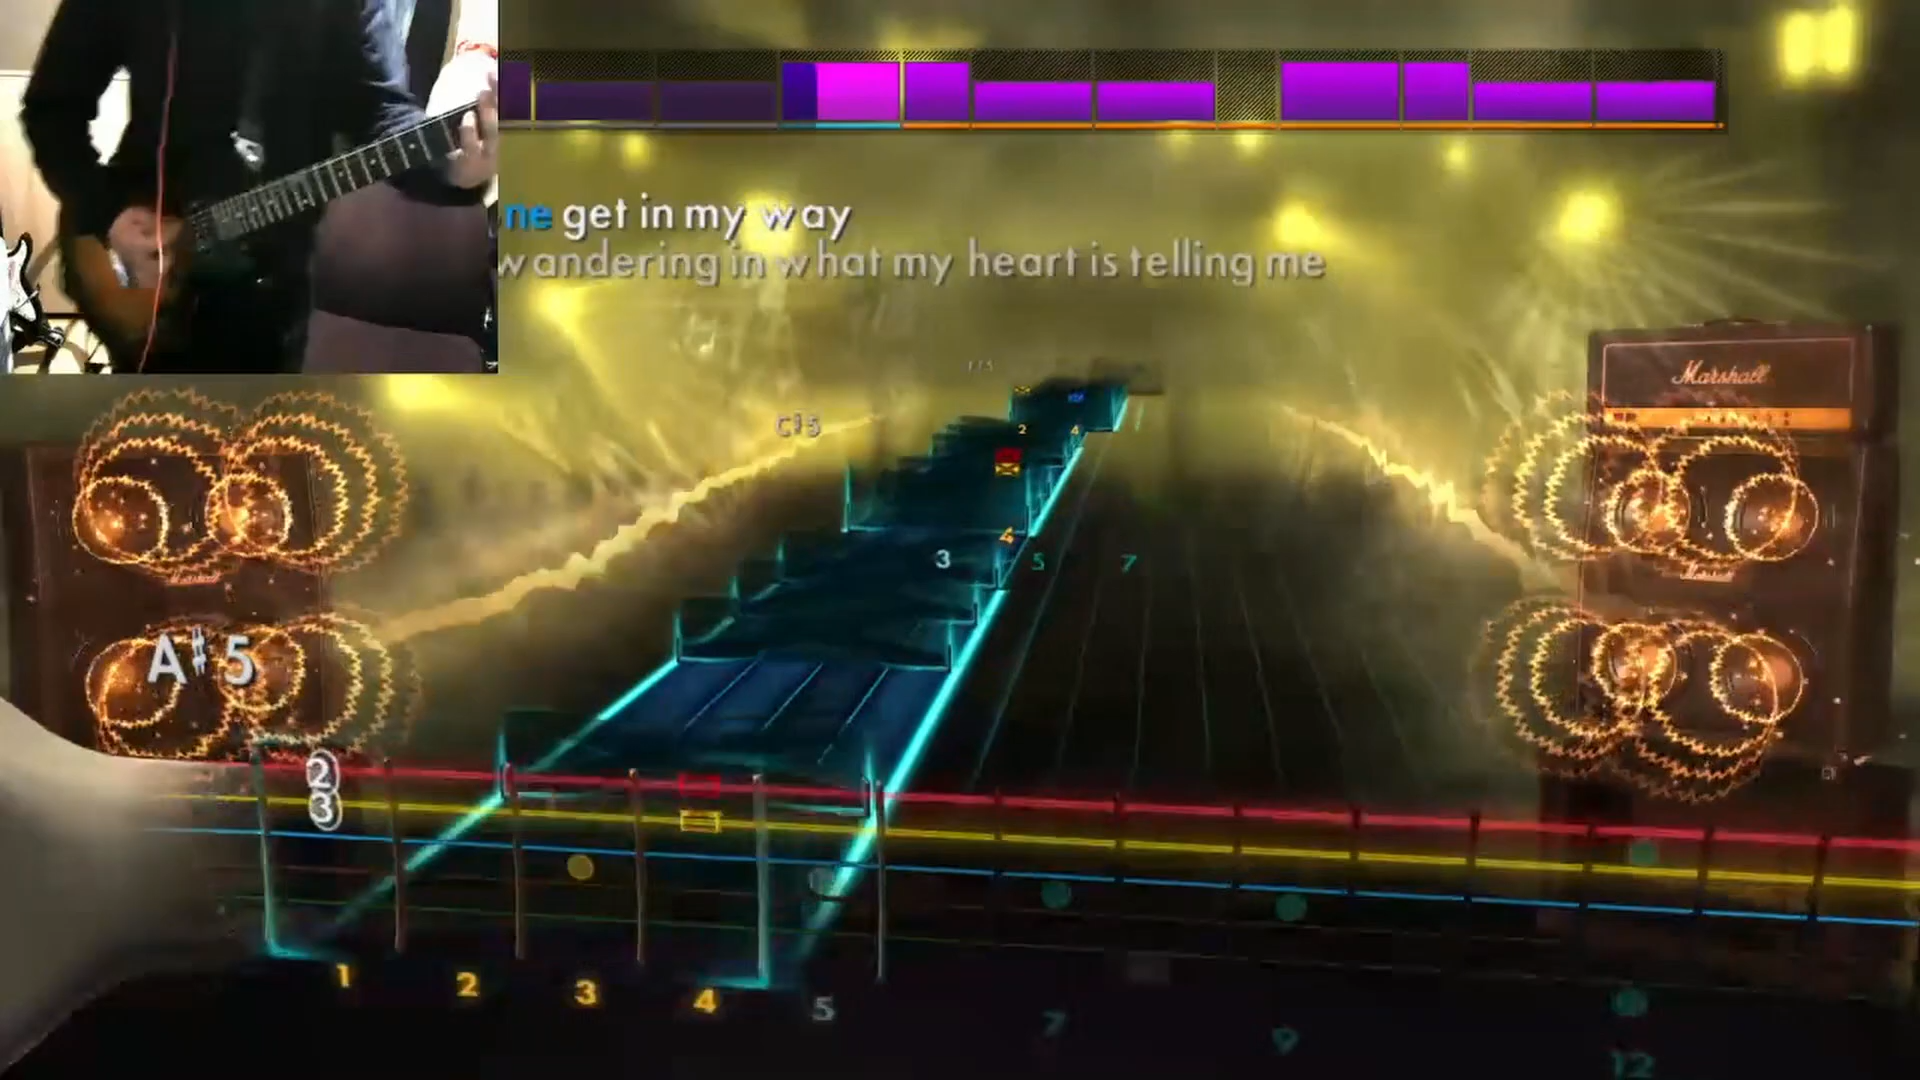 ne get in my way
wandering in what my heart is telling me
Marshall
C#5
2 4
4
3 5 7
A#5
2
3
1 2 3 4 5 7 9 12